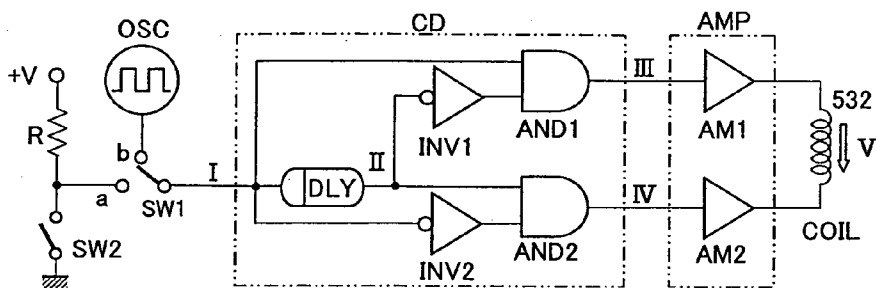 OSC
CD
AMP
+V
R
b
a
SW1
SW2
I
II
DLY
INV1
AND1
INV2
AND2
III
IV
AM1
AM2
532
V
COIL